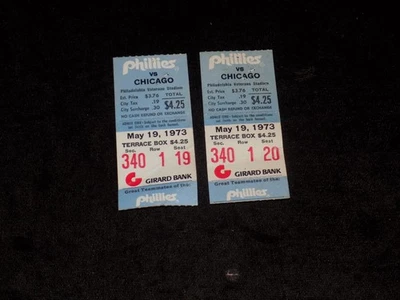 Phillies
VS
CHICAGO
Philadelphia Veterans Stadium
Est. Price $3.76 TOTAL
City Tax .19 $4.25
City Surcharge .30
NO CASH REFUND OR EXCHANGE
May 19, 1973
TERRACE BOX $4.25
Sec. Row Seat
340 1 19
GIRARD BANK
Great Teammates of the:
Phillies
Phillies
VS
CHICAGO
Philadelphia Veterans Stadium
Est. Price $3.76 TOTAL
City Tax .19 $4.25
City Surcharge .30
NO CASH REFUND OR EXCHANGE
May 19, 1973
TERRACE BOX $4.25
Sec. Row Seat
340 1 20
GIRARD BANK
Great Teammates of the:
Phillies